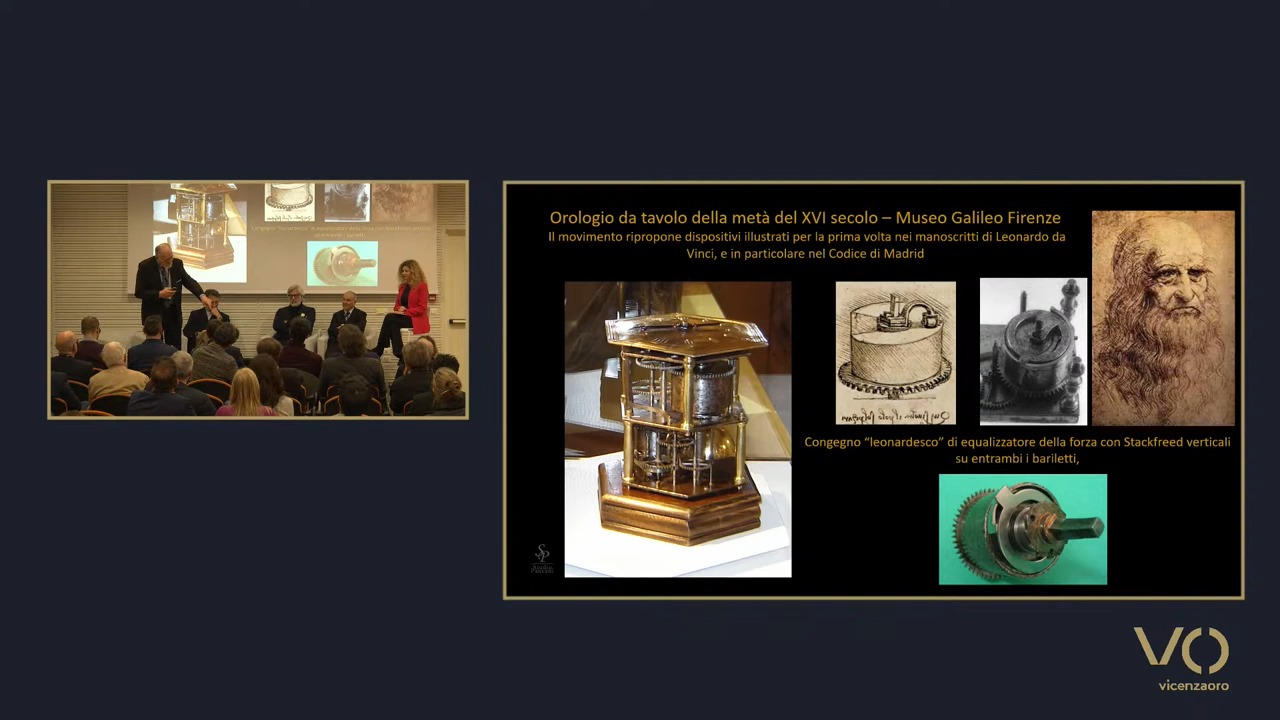 Orologio da tavolo della metà del XVI secolo – Museo Galileo Firenze
Il movimento ripropone dispositivi illustrati per la prima volta nei manoscritti di Leonardo da
Vinci, e in particolare nel Codice di Madrid
Congegno “leonardesco” di equalizzatore della forza con Stackfreed verticali
su entrambi i bariletti,
SP
Studio
VO
vicenzaoro